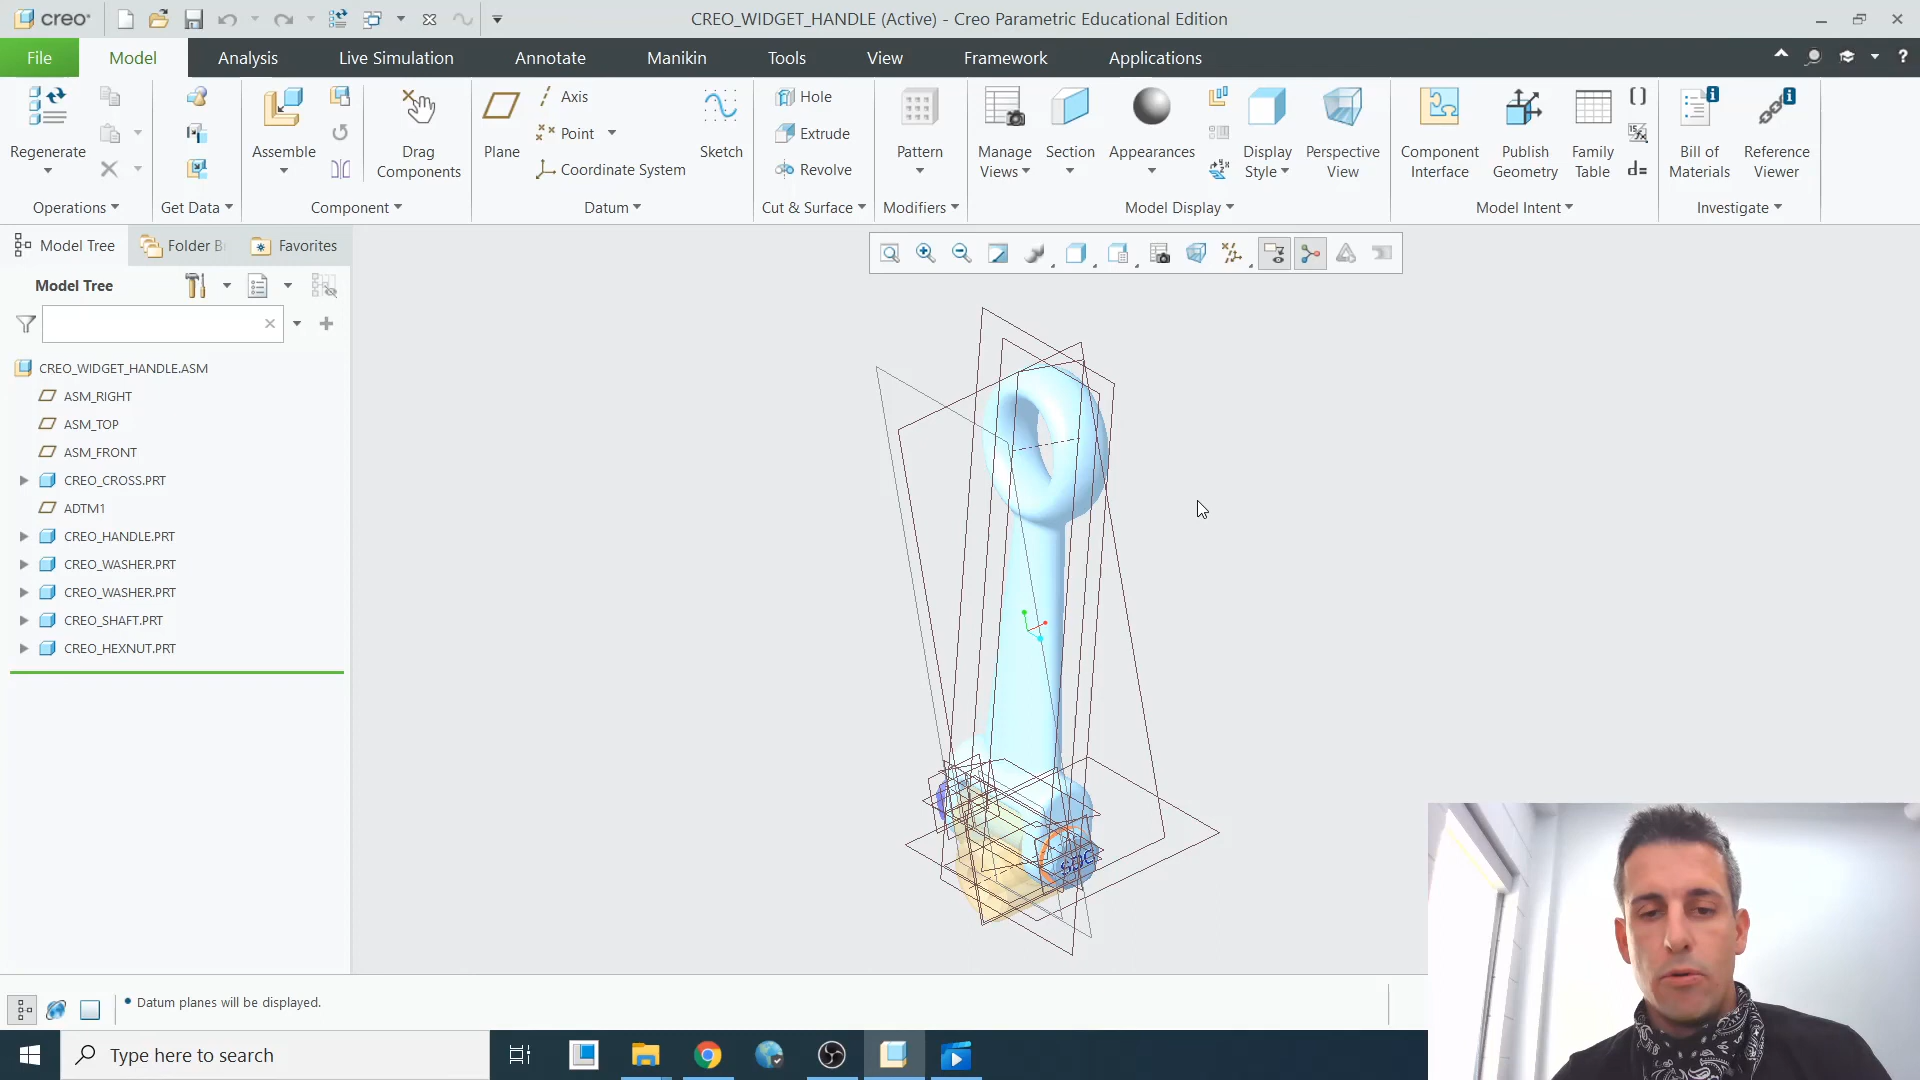 creo
CREO_WIDGET_HANDLE (Active) - Creo Parametric Educational Edition
File
Model
Analysis
Live Simulation
Annotate
Manikin
Tools
View
Framework
Applications
?
Regenerate
Operations
Get Data
Assemble
Drag
Components
Component
Plane
Axis
Point
Coordinate System
Sketch
Datum
Hole
Extrude
Revolve
Cut & Surface
Pattern
Modifiers
Manage
Views
Section
Appearances
Display
Style
Perspective
View
Model Display
Component
Interface
Publish
Geometry
Family
Table
Model Intent
Bill of
Materials
Reference
Viewer
Investigate
Model Tree
Folder B
Favorites
Model Tree
CREO_WIDGET_HANDLE.ASM
ASM_RIGHT
ASM_TOP
ASM_FRONT
CREO_CROSS.PRT
ADTM1
CREO_HANDLE.PRT
CREO_WASHER.PRT
CREO_WASHER.PRT
CREO_SHAFT.PRT
CREO_HEXNUT.PRT
SDC
Datum planes will be displayed.
Type here to search